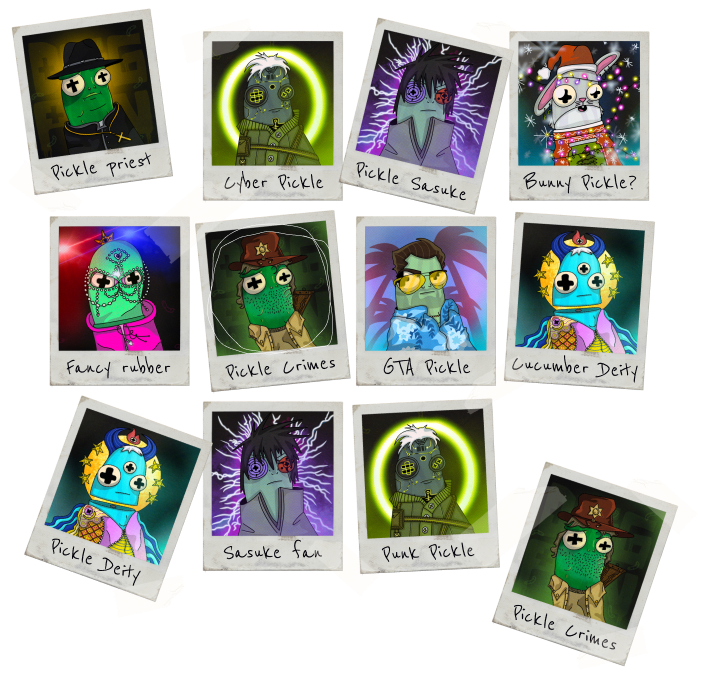 Pickle priest
Cyber Pickle
Pickle Sasuke
Bunny Pickle?
Fancy rubber
Pickle Crimes
GTA Pickle
Cucumber Deity
Pickle Deity
Sasuke fan
Punk Pickle
Pickle Crimes